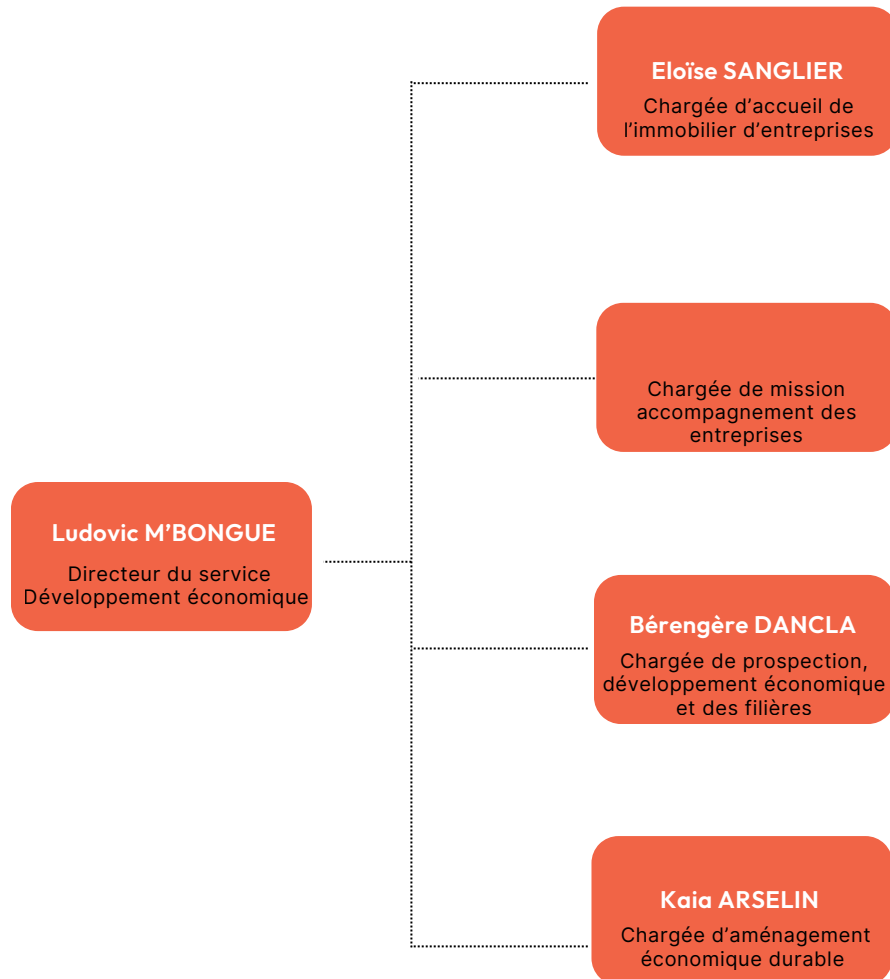 Eloïse SANGLIER
Chargée d’accueil de
l’immobilier d’entreprises
Chargée de mission
accompagnement des
entreprises
Ludovic M’BONGUE
Directeur du service
Développement économique
Bérengère DANCLA
Chargée de prospection,
développement économique
et des filières
Kaia ARSELIN
Chargée d’aménagement
économique durable